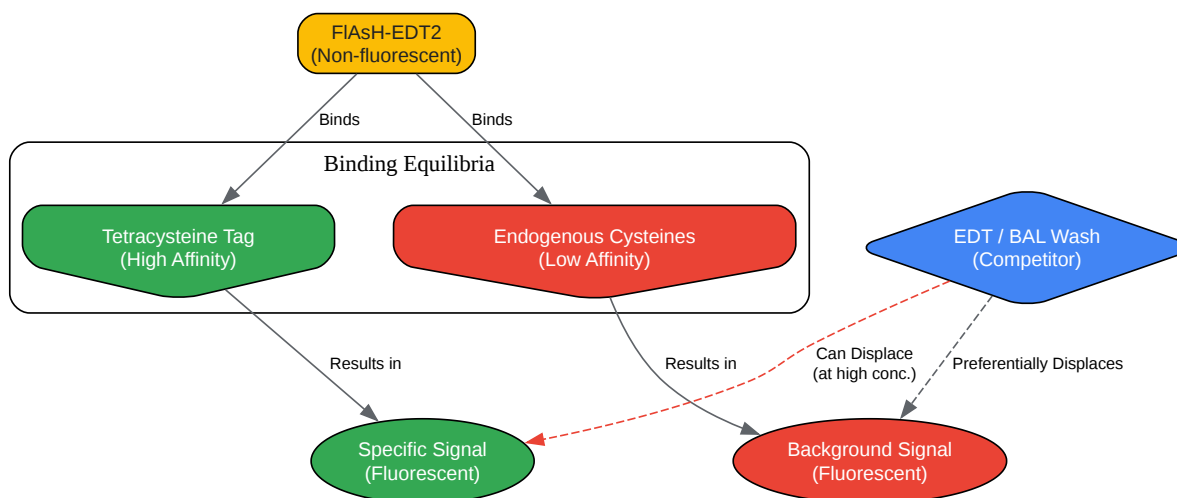 FlAsH-EDT2
(Non-fluorescent)
Binds
Binds
Binding Equilibria
Tetracysteine Tag
(High Affinity)
Endogenous Cysteines
(Low Affinity)
EDT / BAL Wash
(Competitor)
Results in
Results in
Can Displace
(at high conc.)
Preferentially Displaces
Specific Signal
(Fluorescent)
Background Signal
(Fluorescent)